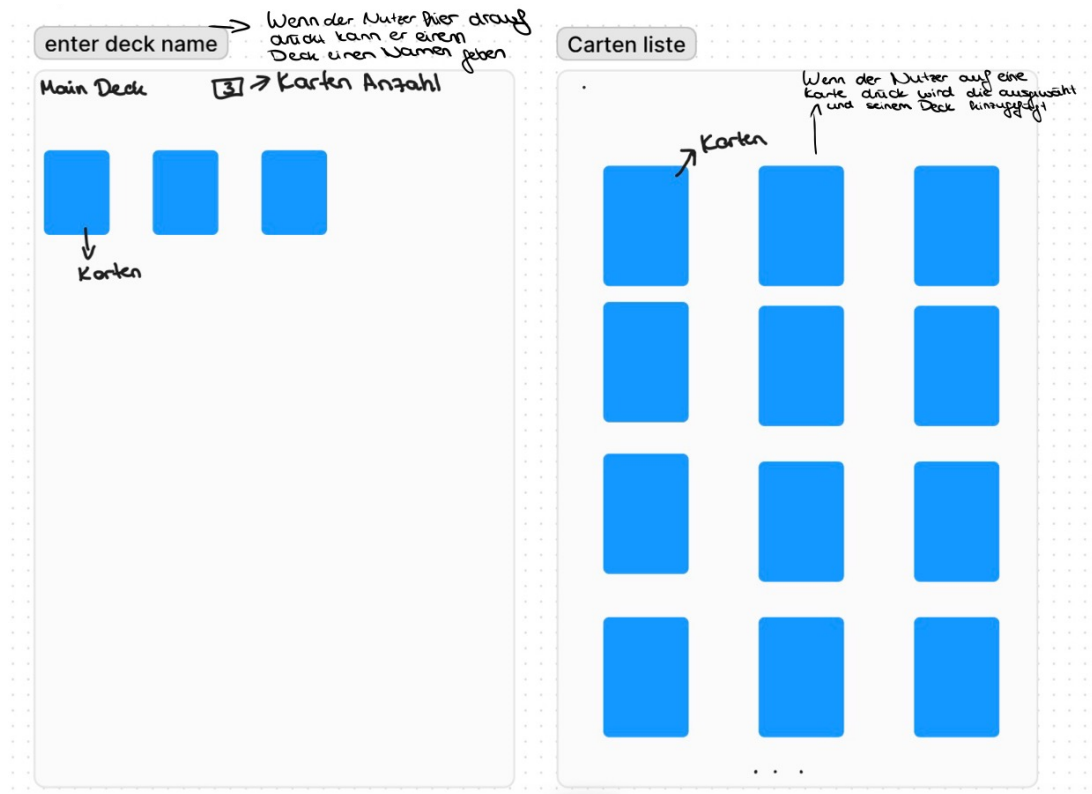 enter deck name
Wenn der Nutzer hier drauf
drückt kann er einem
Deck einen Namen geben
Main Deck
3
Karten Anzahl
Karten
Carten liste
Wenn der Nutzer auf eine
Karte drück wird die ausgewählt
und seinem Deck hinzugefügt
Karten
. . .